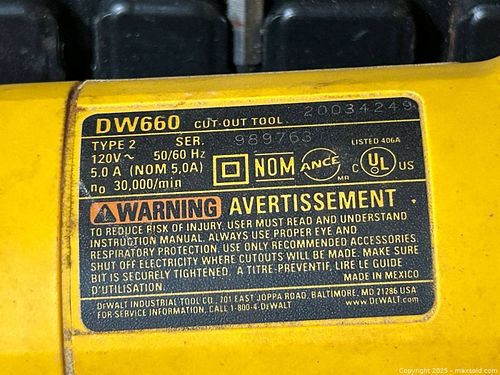 DW660 CUT-OUT TOOL 20034249
TYPE 2 SER. 989763
120V ~ 50/60 Hz
5.0 A (NOM 5.0A)
no 30,000/min
NOM ANCE MR
LISTED 406A
C UL US
WARNING AVERTISSEMENT
TO REDUCE RISK OF INJURY, USER MUST READ AND UNDERSTAND
INSTRUCTION MANUAL. ALWAYS USE PROPER EYE AND
RESPIRATORY PROTECTION. USE ONLY RECOMMENDED ACCESSORIES.
SHUT OFF ELECTRICITY WHERE CUTOUTS WILL BE MADE. MAKE SURE
BIT IS SECURELY TIGHTENED. A TITRE-PREVENTIF, LIRE LE GUIDE
D'UTILISATION.
MADE IN MEXICO
DEWALT INDUSTRIAL TOOL CO., 701 EAST JOPPA ROAD, BALTIMORE, MD 21286 USA
FOR SERVICE INFORMATION, CALL 1-800-4-DEWALT
www.DEWALT.com
Copyright 2025 - maxsold.com